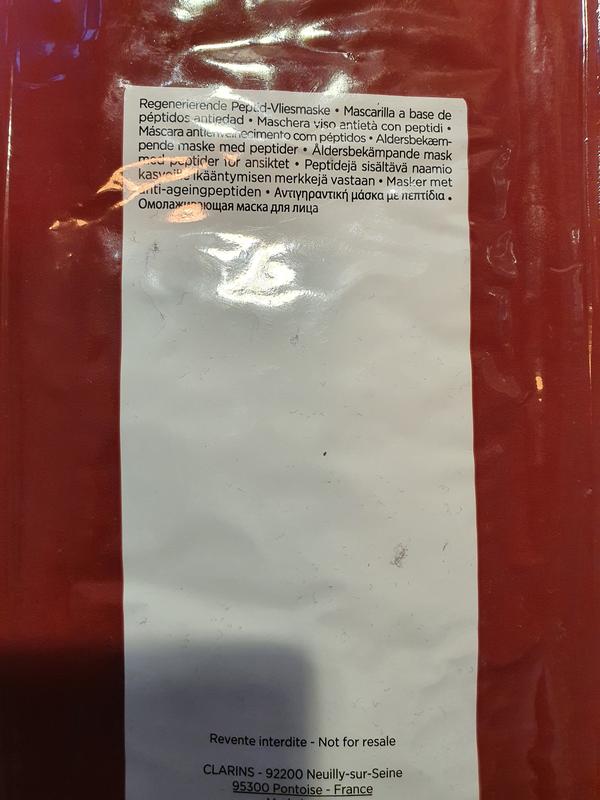 Regenerierende Peptid-Vliesmaske • Mascarilla a base de
péptidos antiedad • Maschera viso antietà con peptidi •
Máscara antienvelhecimento com péptidos • Aldersbekæm-
pende maske med peptider • Åldersbekämpande mask
med peptider för ansiktet • Peptidejä sisältävä naamio
kasvoille ikääntymisen merkkejä vastaan • Masker met
anti-ageingpeptiden • Αντιγηραντική μάσκα με πεπτίδια •
Омолаживающая маска для лица
Revente interdite - Not for resale
CLARINS - 92200 Neuilly-sur-Seine
95300 Pontoise - France